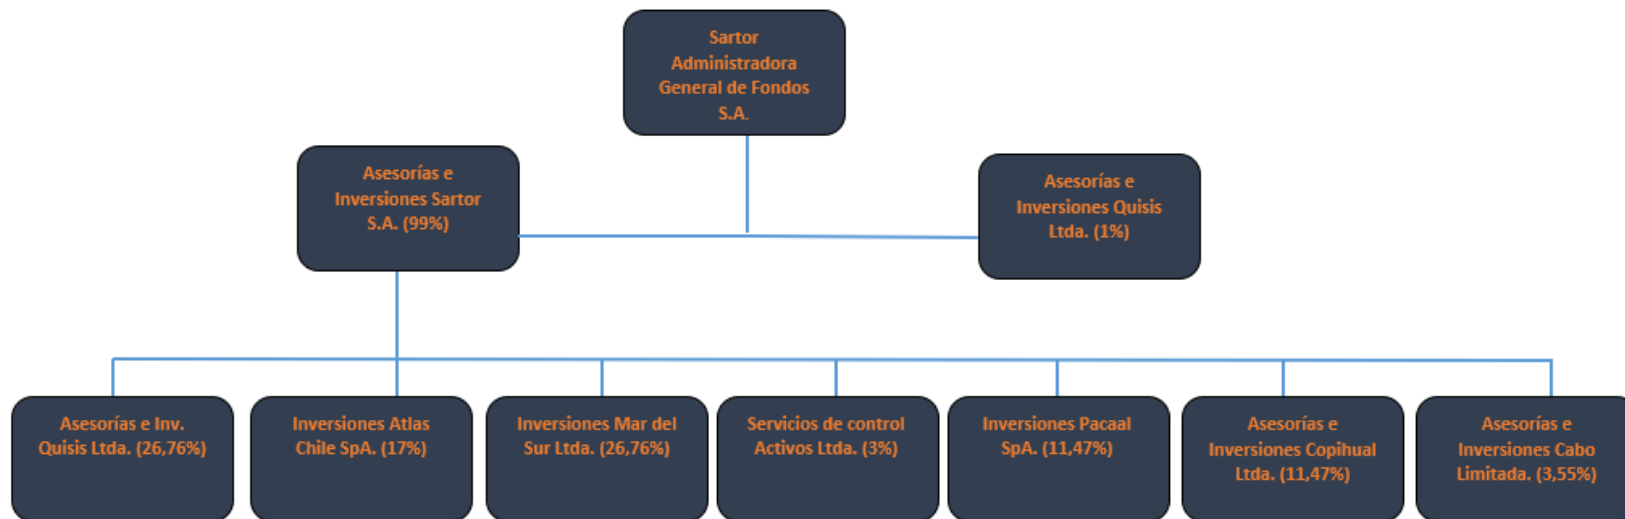 Sartor
Administradora
General de Fondos
S.A.
Asesorías e
Inversiones Sartor
S.A. (99%)
Asesorías e
Inversiones Quisis
Ltda. (1%)
Asesorías e Inv.
Quisis Ltda. (26,76%)
Inversiones Atlas
Chile SpA. (17%)
Inversiones Mar del
Sur Ltda. (26,76%)
Servicios de control
Activos Ltda. (3%)
Inversiones Pacaal
SpA. (11,47%)
Asesorías e
Inversiones Copihual
Ltda. (11,47%)
Asesorías e
Inversiones Cabo
Limitada. (3,55%)